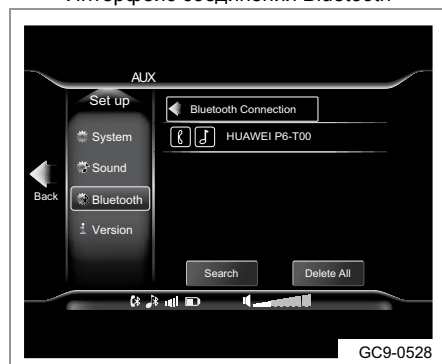 Интерфейс соединения Bluetooth
AUX
Set up
Bluetooth Connection
System
HUAWEI P6-T00
Sound
Back
Bluetooth
Version
Search
Delete All
GC9-0528